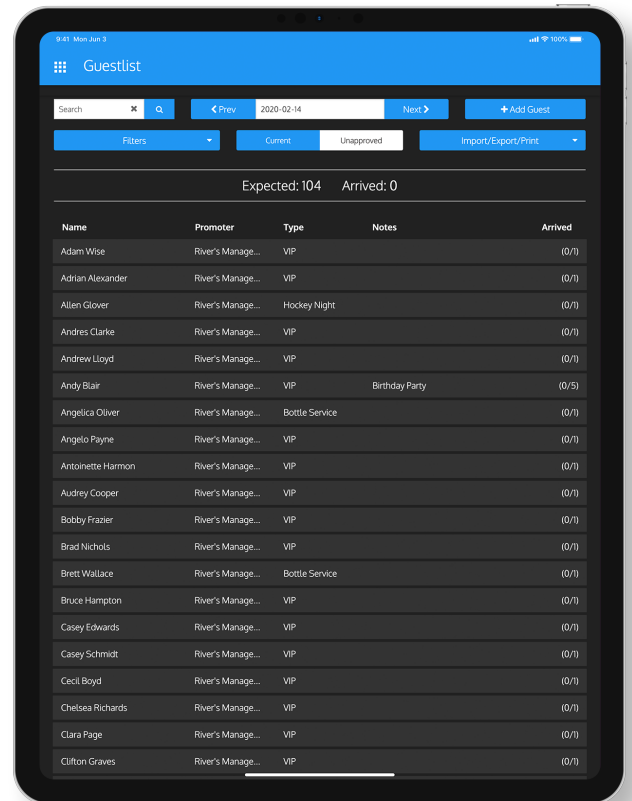 9:41 Mon Jun 3 100%
Guestlist
Search Prev 2020-02-14 Next + Add Guest
Filters Current Unapproved Import/Export/Print
Expected: 104 Arrived: 0
Name Promoter Type Notes Arrived
Adam Wise River's Manage... VIP (0/1)
Adrian Alexander River's Manage... VIP (0/1)
Allen Glover River's Manage... Hockey Night (0/1)
Andres Clarke River's Manage... VIP (0/1)
Andrew Lloyd River's Manage... VIP (0/1)
Andy Blair River's Manage... VIP Birthday Party (0/5)
Angelica Oliver River's Manage... Bottle Service (0/1)
Angelo Payne River's Manage... VIP (0/1)
Antoinette Harmon River's Manage... VIP (0/1)
Audrey Cooper River's Manage... VIP (0/1)
Bobby Frazier River's Manage... VIP (0/1)
Brad Nichols River's Manage... VIP (0/1)
Brett Wallace River's Manage... Bottle Service (0/1)
Bruce Hampton River's Manage... VIP (0/1)
Casey Edwards River's Manage... VIP (0/1)
Casey Schmidt River's Manage... VIP (0/1)
Cecil Boyd River's Manage... VIP (0/1)
Chelsea Richards River's Manage... VIP (0/1)
Clara Page River's Manage... VIP (0/1)
Clifton Graves River's Manage... VIP (0/1)